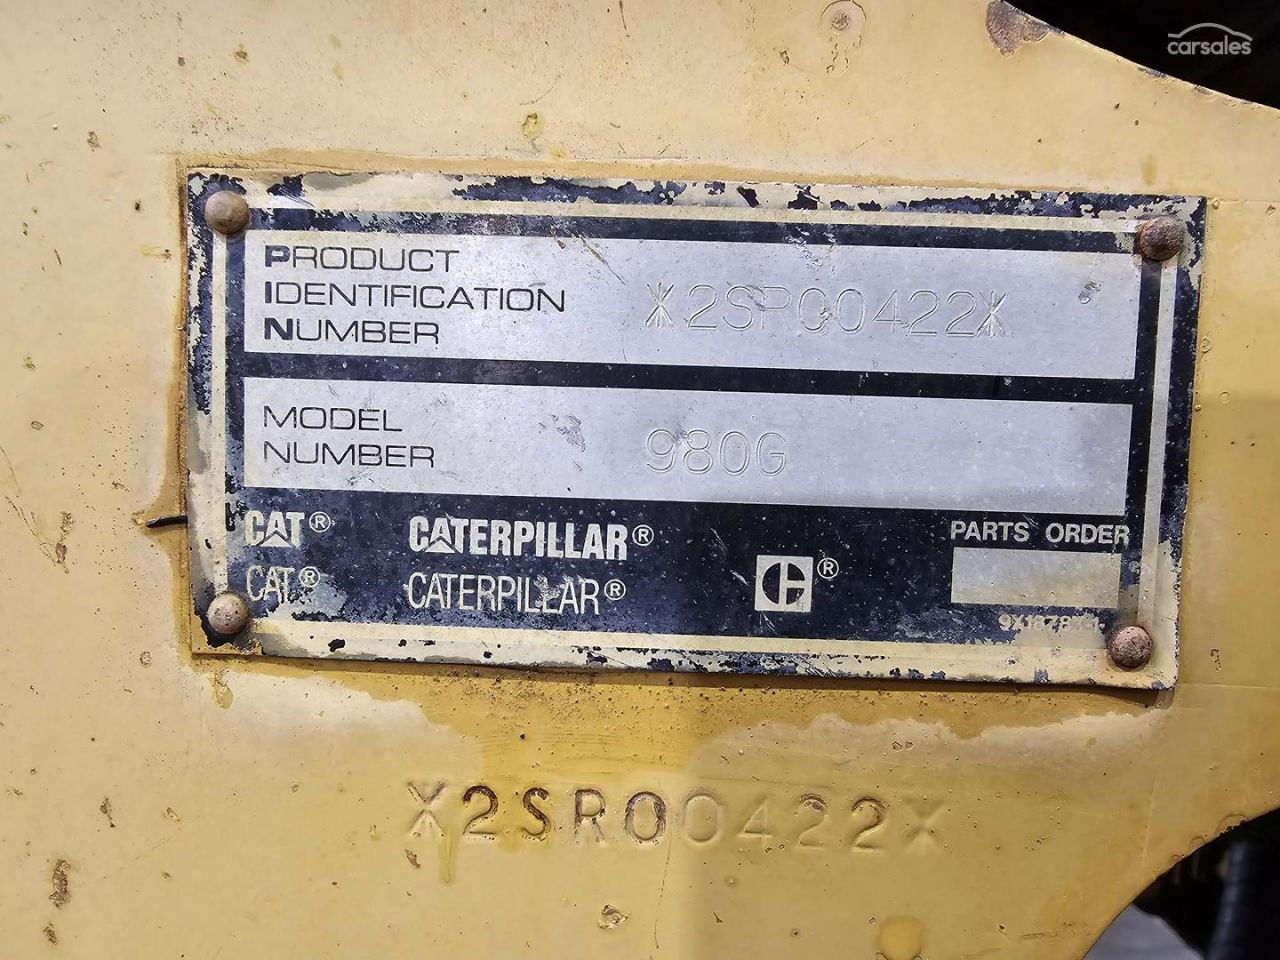 carsales
PRODUCT
IDENTIFICATION
NUMBER
X2SR00422X
MODEL
NUMBER
980G
CAT®
CATERPILLAR®
PARTS ORDER
CAT®
CATERPILLAR®
C ®
X2SR00422X